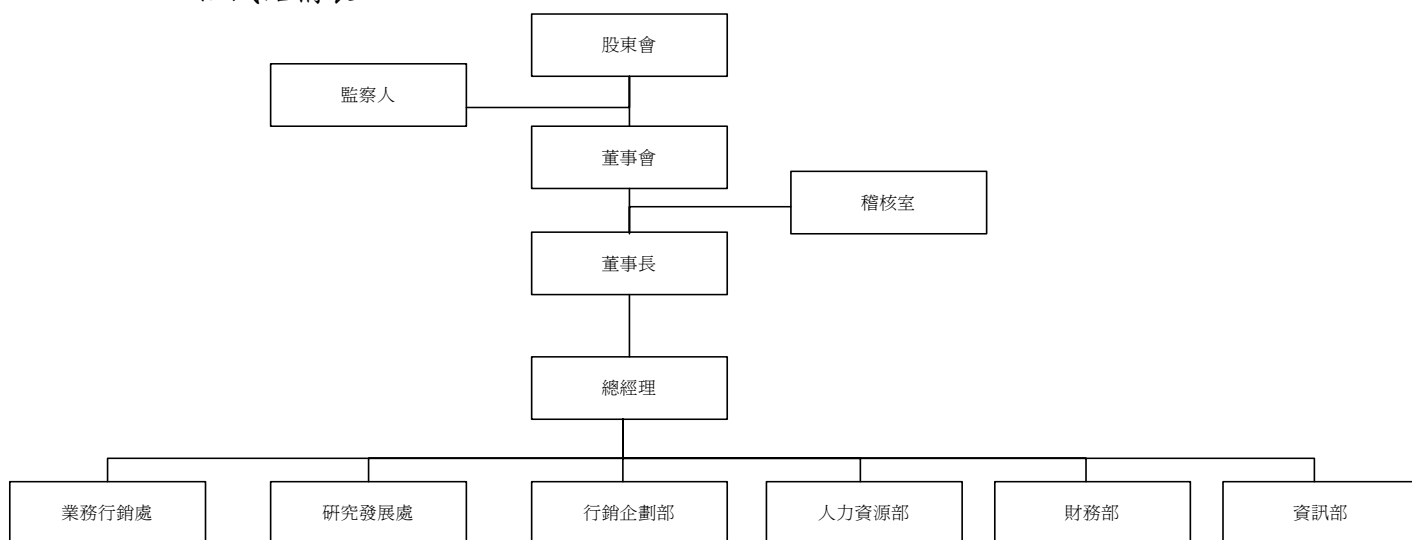 股東會
監察人
董事會
稽核室
董事長
總經理
業務行銷處
研究發展處
行銷企劃部
人力資源部
財務部
資訊部